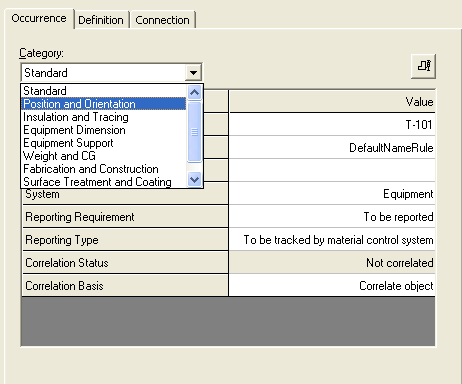 Occurrence
Definition
Connection
Category:
Standard
Standard
Position and Orientation
Insulation and Tracing
Equipment Dimension
Equipment Support
Weight and CG
Fabrication and Construction
Surface Treatment and Coating
Value
T-101
DefaultNameRule
System Equipment
Reporting Requirement To be reported
Reporting Type To be tracked by material control system
Correlation Status Not correlated
Correlation Basis Correlate object